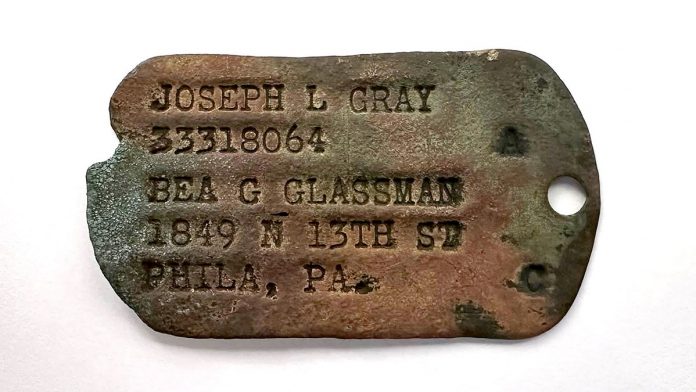 JOSEPH L GRAY
33318064 A
BEA G GLASSMAN
1849 N 13TH ST
PHILA, PA. C